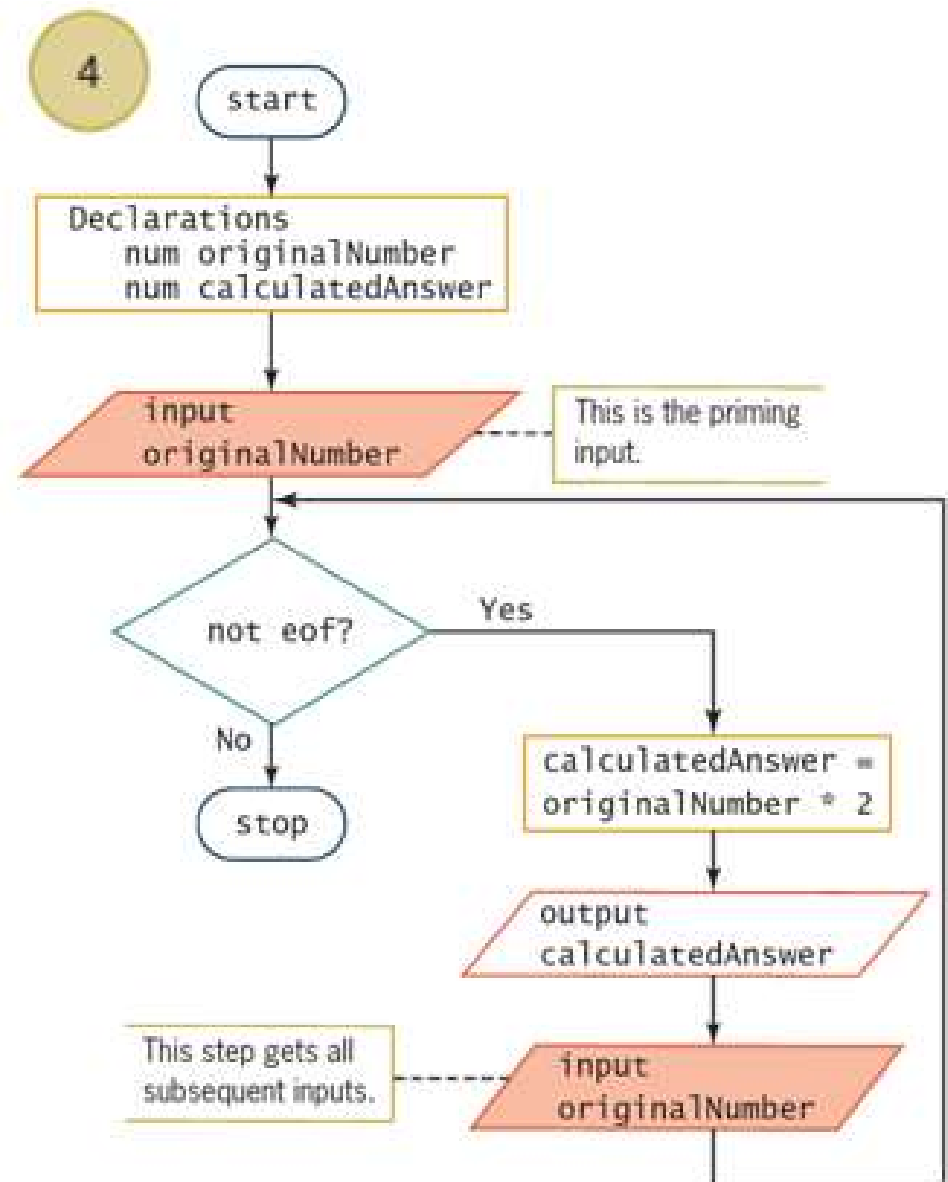 4
start
Declarations
num originalNumber
num calculatedAnswer
input
originalNumber
This is the priming
input.
not eof?
Yes
No
stop
calculatedAnswer =
originalNumber * 2
output
calculatedAnswer
This step gets all
subsequent inputs.
input
originalNumber